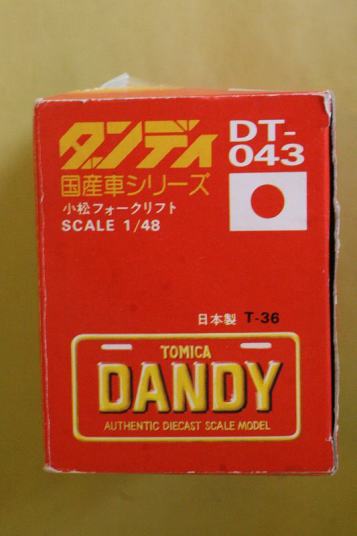 ダンディ
DT-
043
国産車シリーズ
小松フォークリフト
SCALE 1/48
日本製 T-36
TOMICA
DANDY
AUTHENTIC DIECAST SCALE MODEL